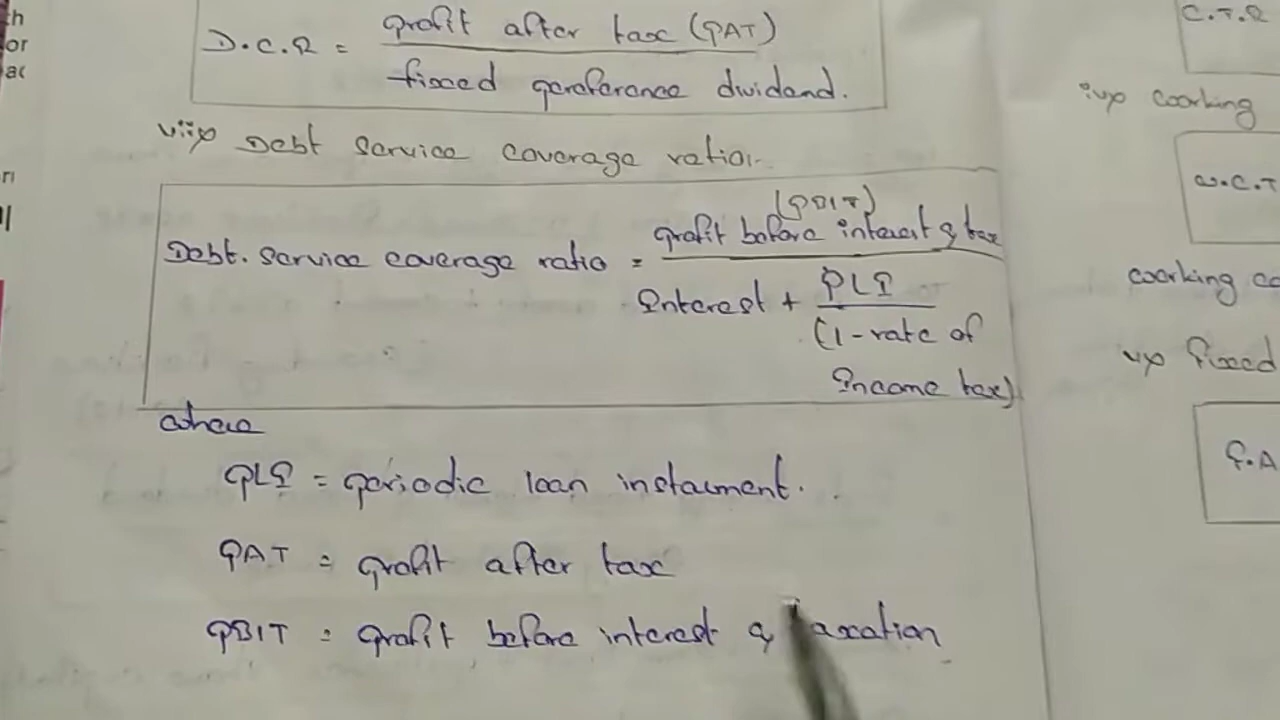 profit after tax (PAT)
D.C.R =
fixed preference dividend.
viii) Debt Service coverage ratio:-
(PBIT)
profit before interest & tax
Debt. Service coverage ratio =
Interest + PLI
(1 - rate of
Income tax)
where
PLI = periodic loan instalment.
PAT = profit after tax
PBIT = profit before interest & taxation
C.T.R
iv) working
W.C.T
working ca
v) fixed
F.A